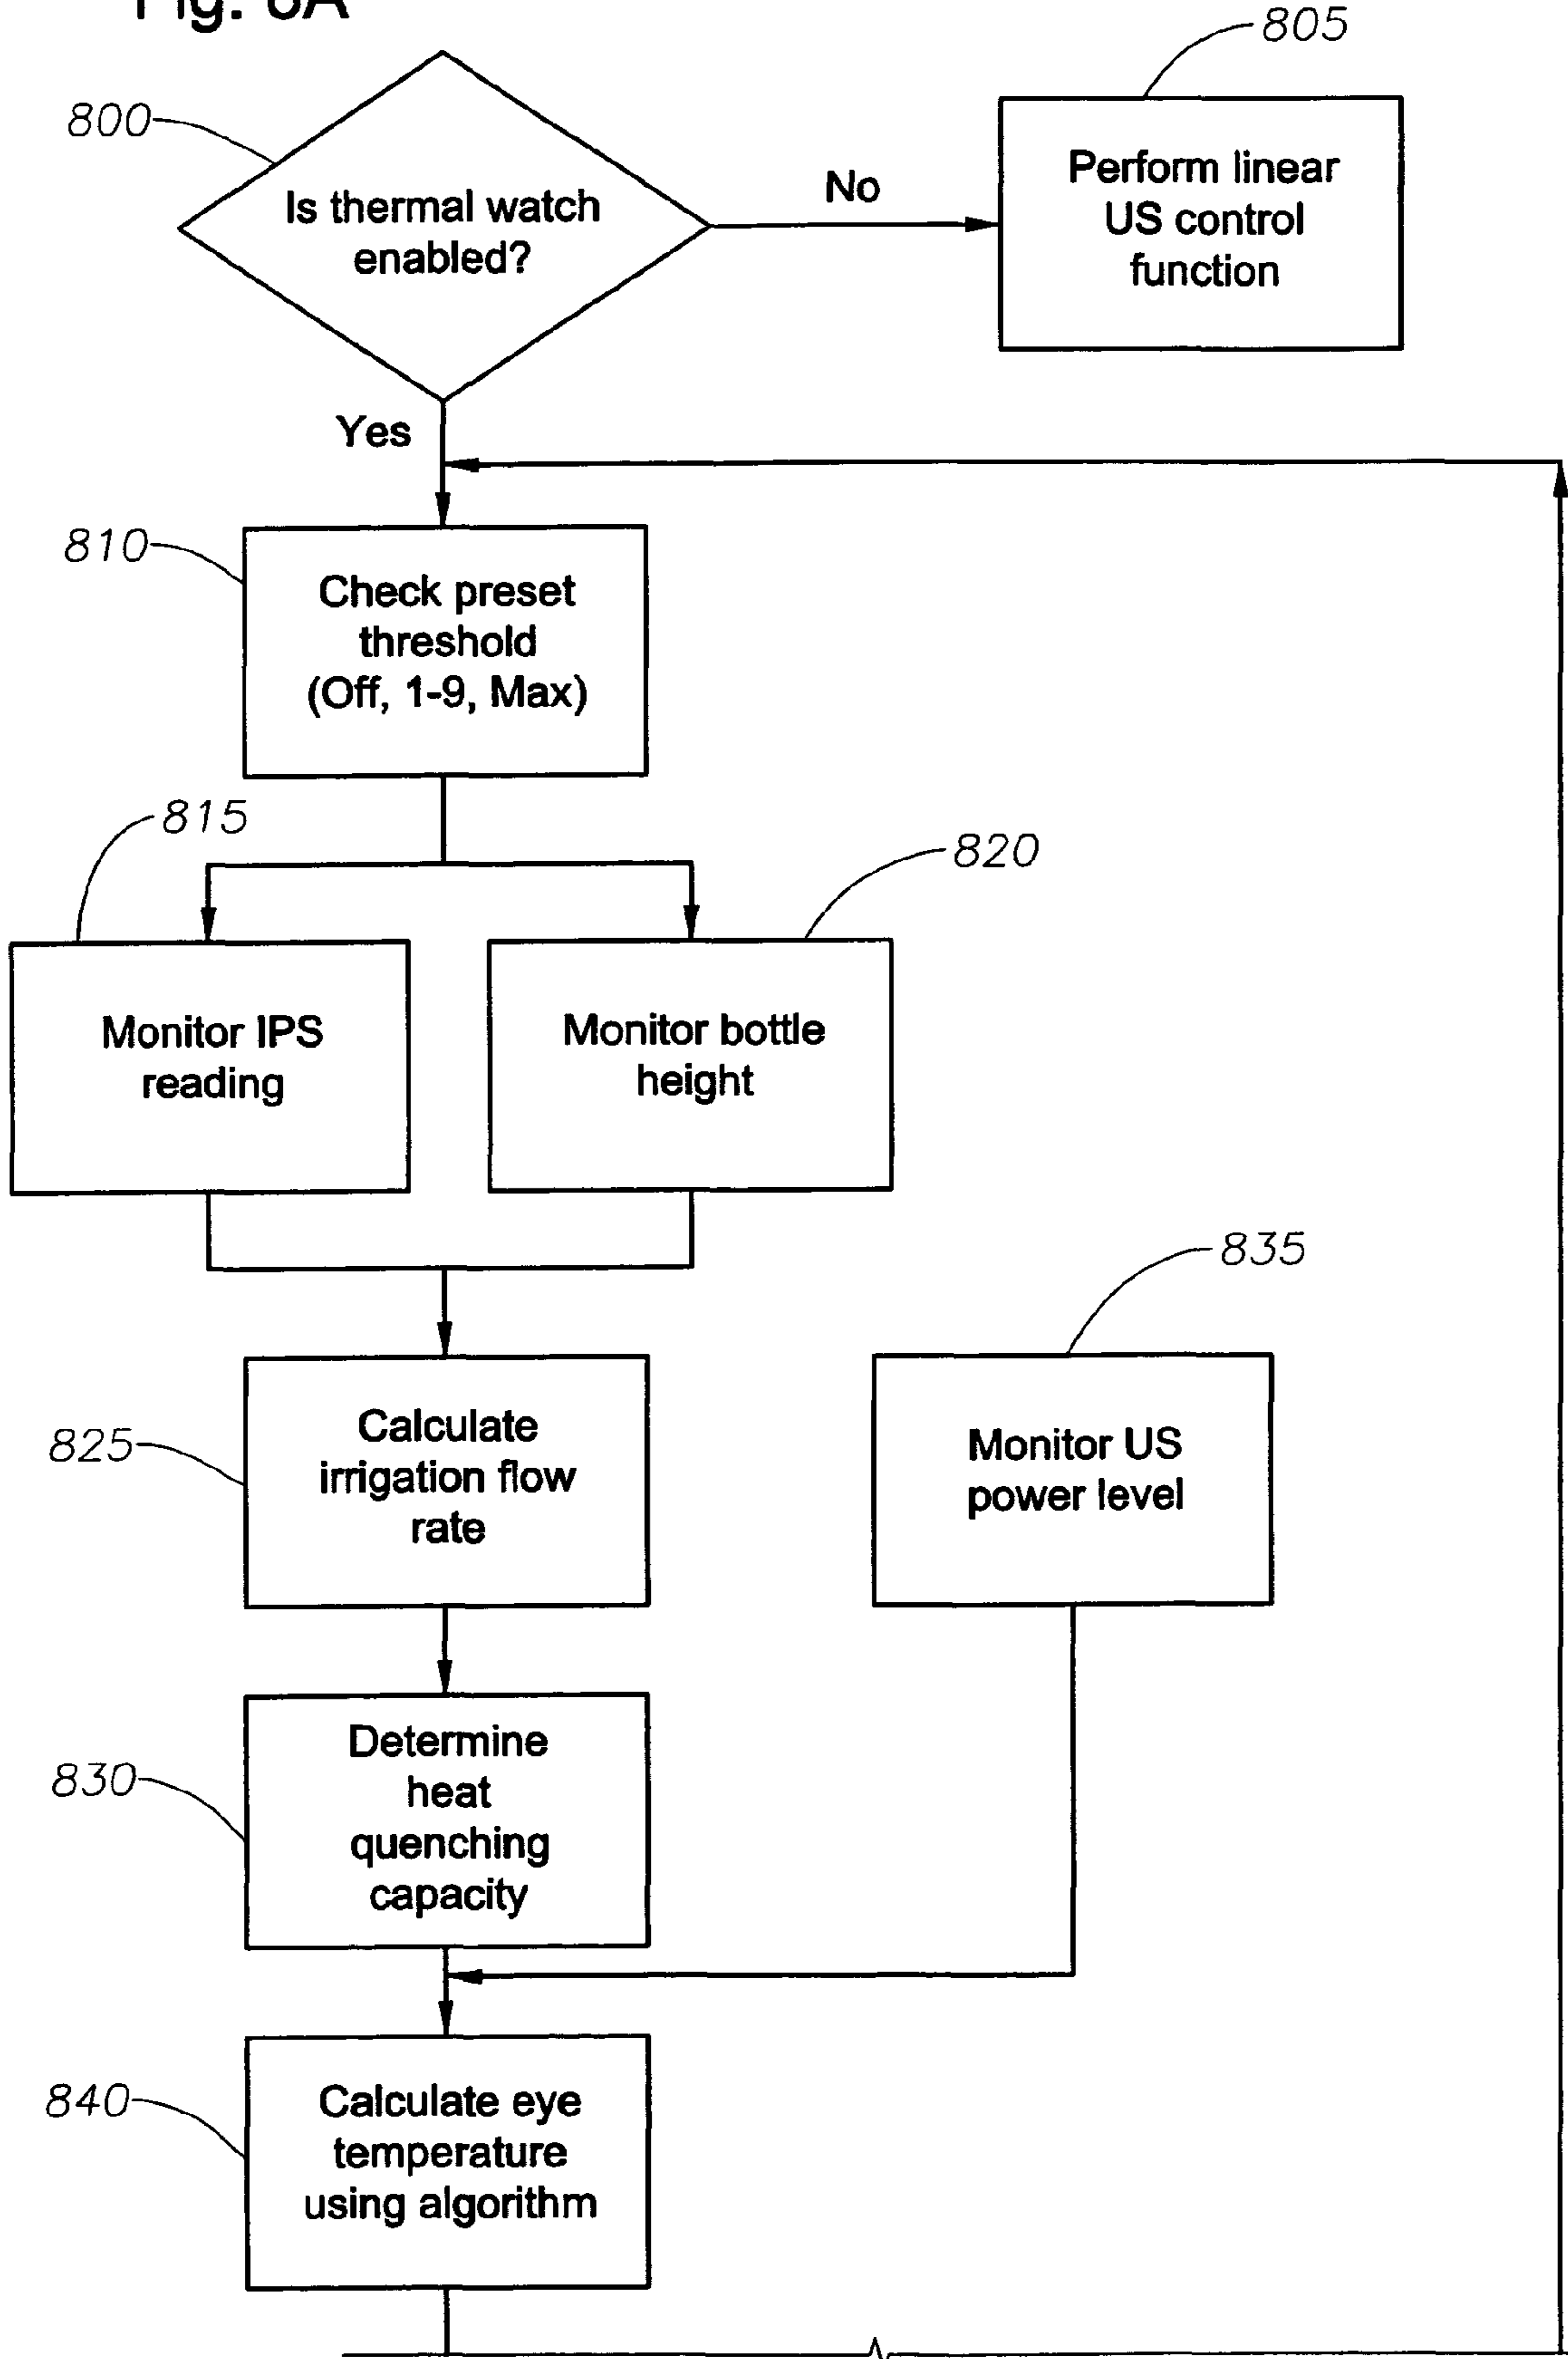 Fig. 8A
805
800
Is thermal watch
enabled?
No
Perform linear
US control
function
Yes
810
Check preset
threshold
(Off, 1-9, Max)
815
820
Monitor IPS
reading
Monitor bottle
height
835
825
Calculate
irrigation flow
rate
Monitor US
power level
830
Determine
heat
quenching
capacity
840
Calculate eye
temperature
using algorithm